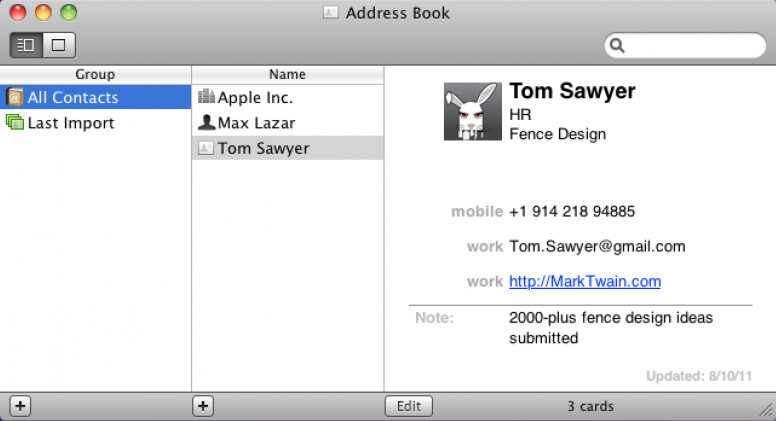 Address Book
Group
Name
All Contacts
Last Import
Apple Inc.
Max Lazar
Tom Sawyer
Tom Sawyer
HR
Fence Design
mobile +1 914 218 94885
work Tom.Sawyer@gmail.com
work http://MarkTwain.com
Note: 2000-plus fence design ideas
submitted
Updated: 8/10/11
+
+
Edit
3 cards